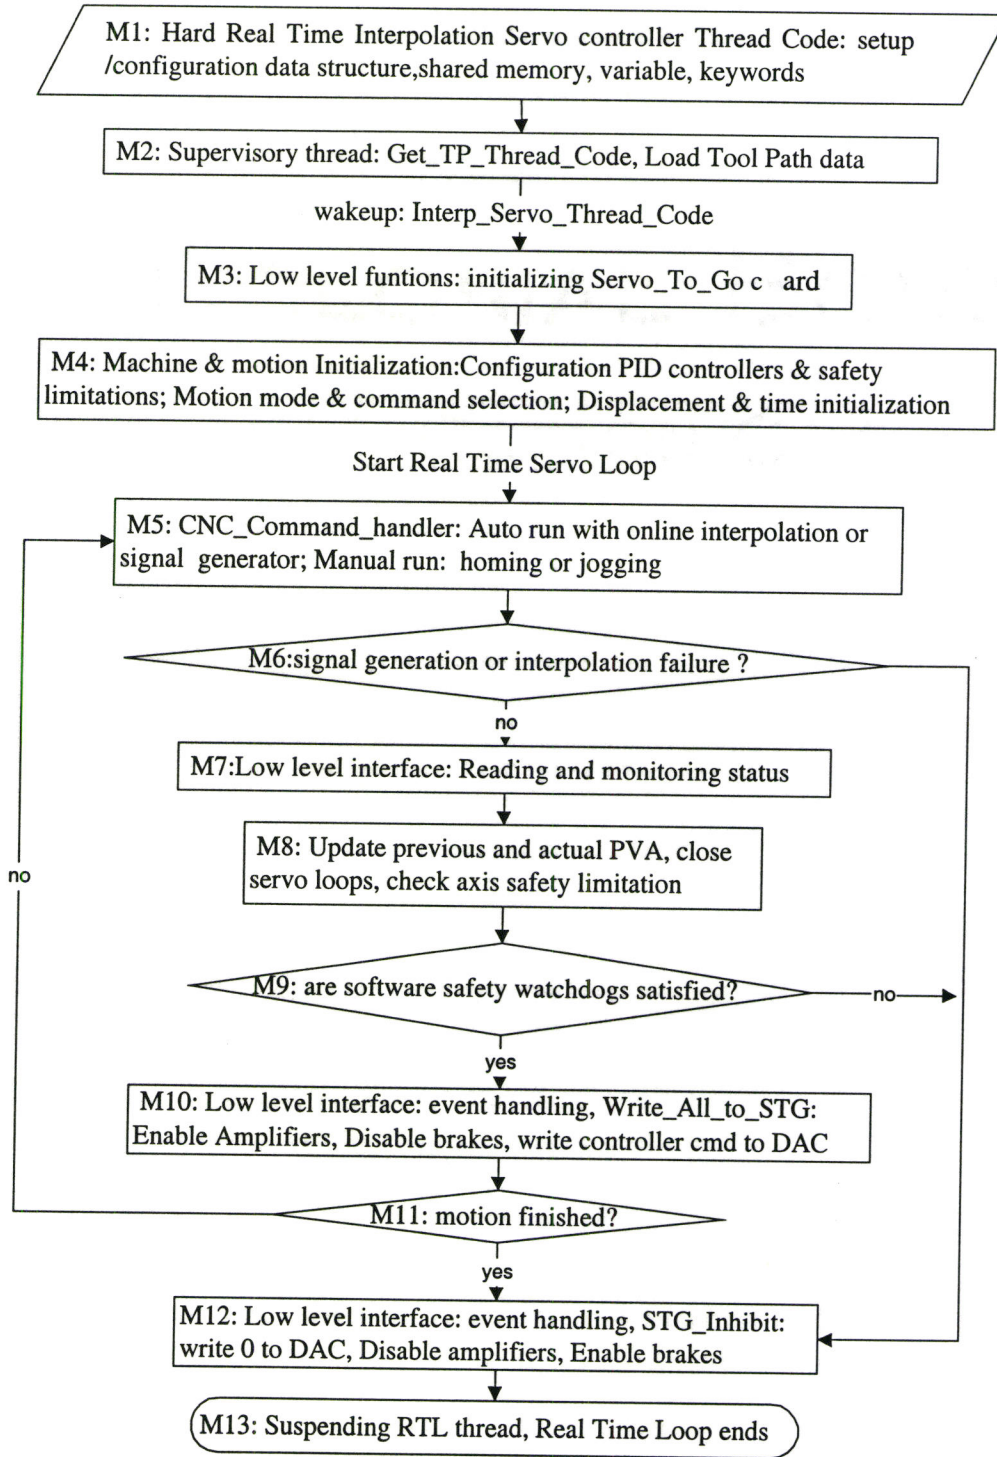 M1: Hard Real Time Interpolation Servo controller Thread Code: setup
/configuration data structure,shared memory, variable, keywords
M2: Supervisory thread: Get_TP_Thread_Code, Load Tool Path data
wakeup: Interp_Servo_Thread_Code
M3: Low level funtions: initializing Servo_To_Go c ard
M4: Machine & motion Initialization:Configuration PID controllers & safety
limitations; Motion mode & command selection; Displacement & time initialization
Start Real Time Servo Loop
M5: CNC_Command_handler: Auto run with online interpolation or
signal generator; Manual run: homing or jogging
M6:signal generation or interpolation failure ?
no
M7:Low level interface: Reading and monitoring status
M8: Update previous and actual PVA, close
servo loops, check axis safety limitation
no
M9: are software safety watchdogs satisfied?
no
yes
M10: Low level interface: event handling, Write_All_to_STG:
Enable Amplifiers, Disable brakes, write controller cmd to DAC
M11: motion finished?
yes
M12: Low level interface: event handling, STG_Inhibit:
write 0 to DAC, Disable amplifiers, Enable brakes
M13: Suspending RTL thread, Real Time Loop ends